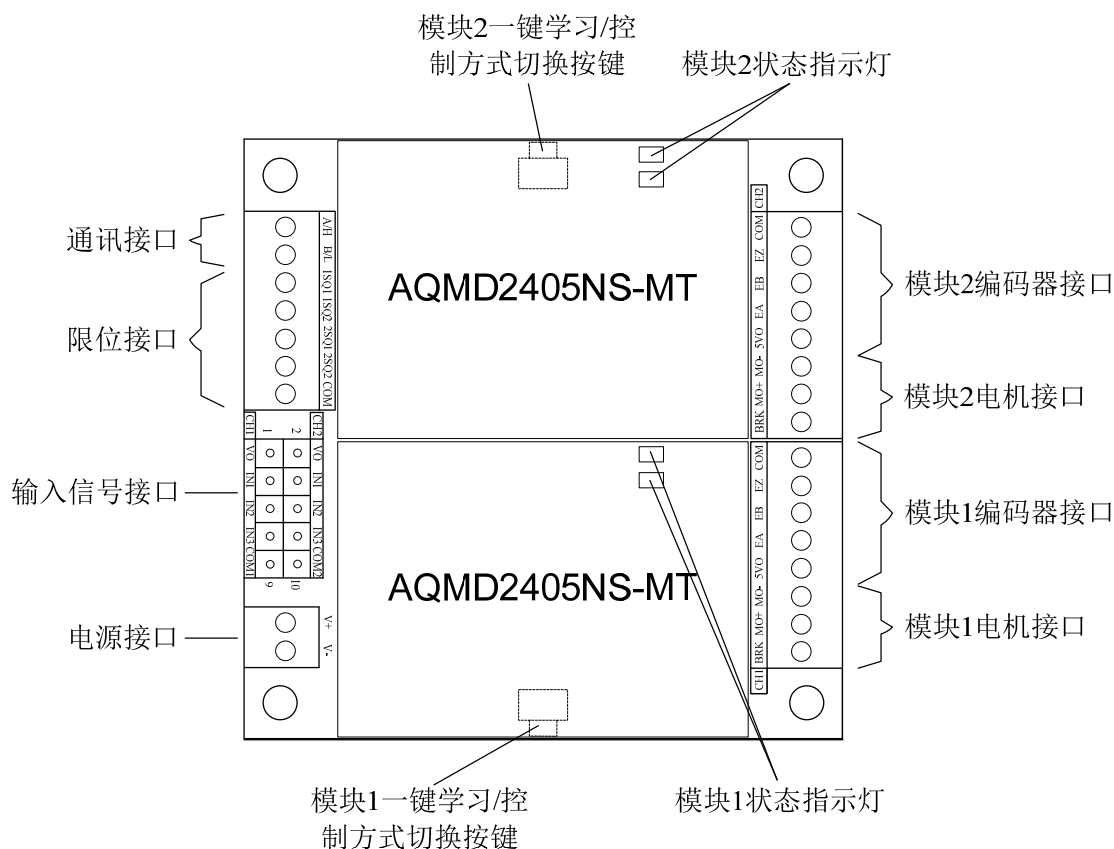 模块2一键学习/控
制方式切换按键
模块2状态指示灯
CH2
通讯接口
限位接口
A/H
B/L
1SQ1
1SQ2
2SQ1
2SQ2
COM
AQMD2405NS-MT
COM
EZ
EB
EA
5VO
MO-
MO+
BRK
模块2编码器接口
模块2电机接口
输入信号接口
CH1
1
2
CH2
VO
IN1
IN2
IN3
COM1
VO
IN1
IN2
IN3
COM2
9
10
电源接口
V+
V-
AQMD2405NS-MT
COM
EZ
EB
EA
5VO
MO-
MO+
BRK
CH1
模块1编码器接口
模块1电机接口
模块1一键学习/控
制方式切换按键
模块1状态指示灯